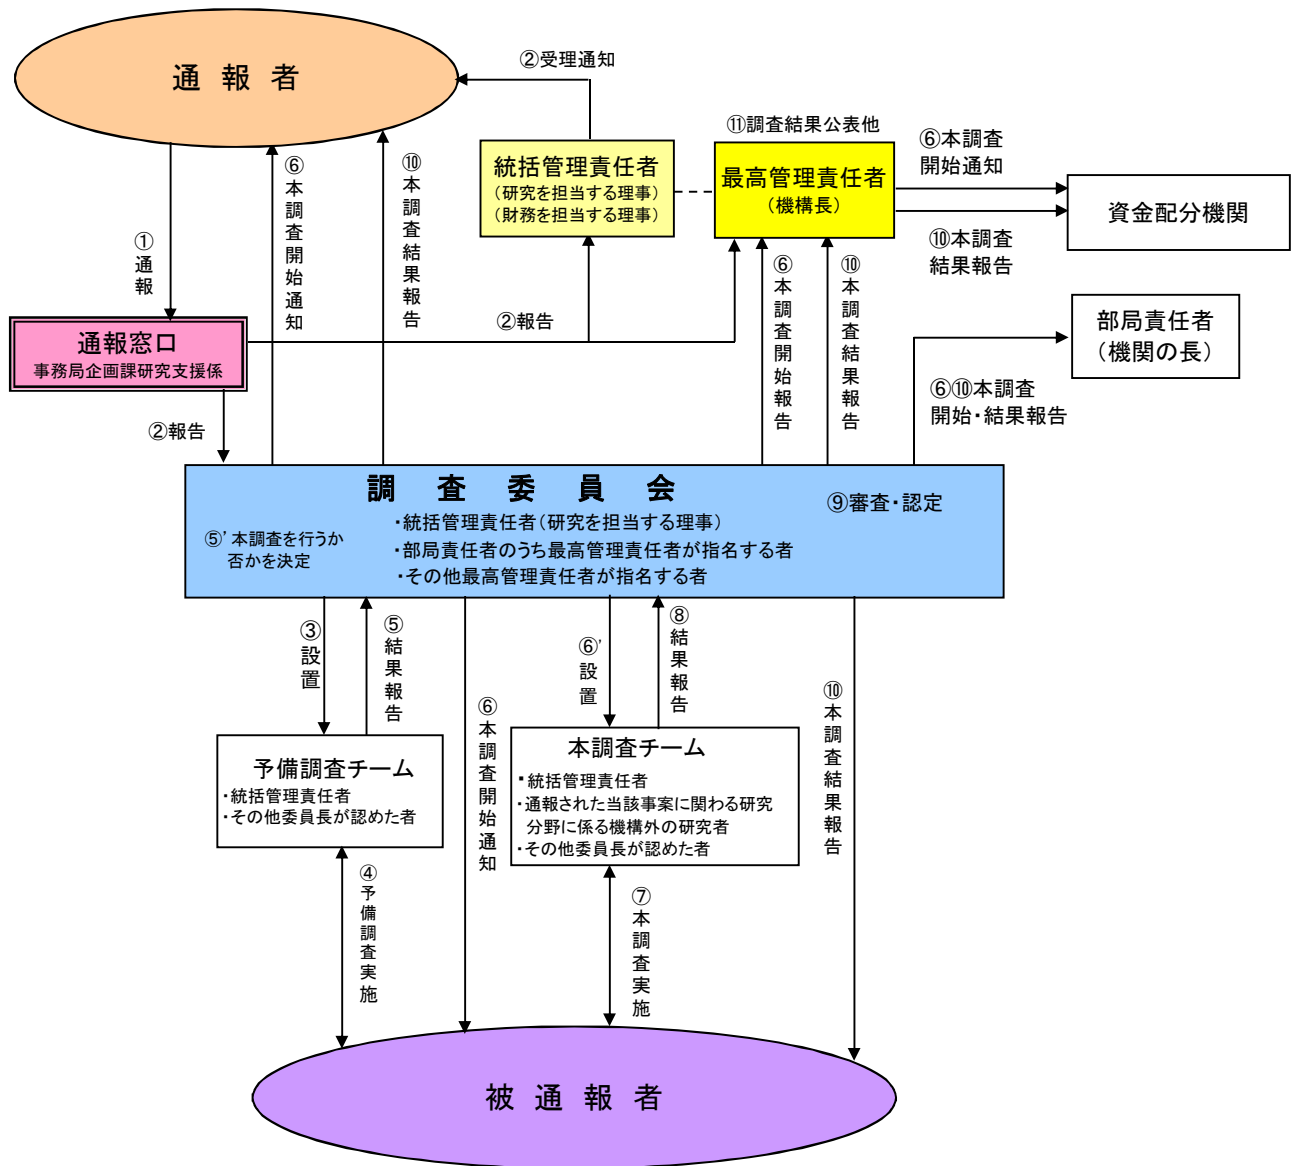 通 報 者
②受理通知
⑪調査結果公表他
統括管理責任者
(研究を担当する理事)
(財務を担当する理事)
最高管理責任者
(機構長)
⑥本調査
開始通知
資金配分機関
⑩本調査
結果報告
①通報
⑥本調査開始通知
⑩本調査結果報告
通報窓口
事務局企画課研究支援係
②報告
⑥本調査開始報告
⑩本調査結果報告
部局責任者
(機関の長)
⑥⑩本調査
開始・結果報告
②報告
調 査 委 員 会
⑨審査・認定
⑤’本調査を行うか
否かを決定
・統括管理責任者(研究を担当する理事)
・部局責任者のうち最高管理責任者が指名する者
・その他最高管理責任者が指名する者
③設置
⑤結果報告
⑥本調査開始通知
⑥’設置
⑧結果報告
⑩本調査結果報告
予備調査チーム
・統括管理責任者
・その他委員長が認めた者
本調査チーム
・統括管理責任者
・通報された当該事案に関わる研究
分野に係る機構外の研究者
・その他委員長が認めた者
④予備調査実施
⑦本調査実施
被 通 報 者